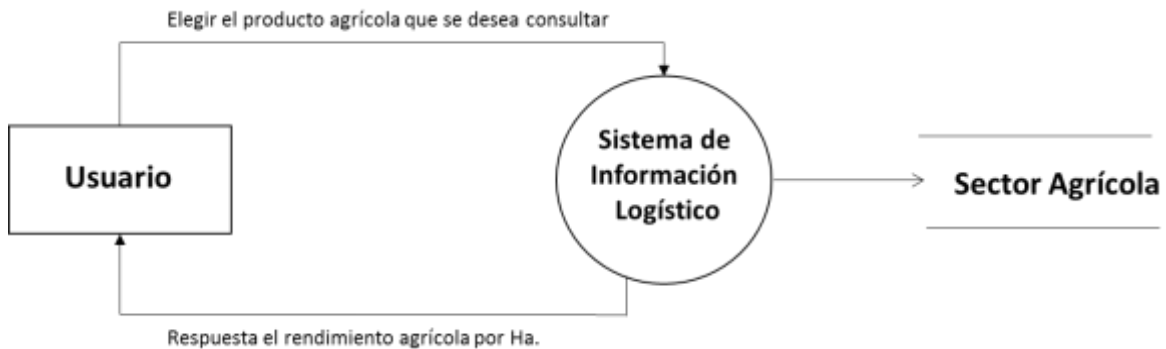 Elegir el producto agrícola que se desea consultar
Usuario
Sistema de
Información
Logístico
Sector Agrícola
Respuesta el rendimiento agrícola por Ha.